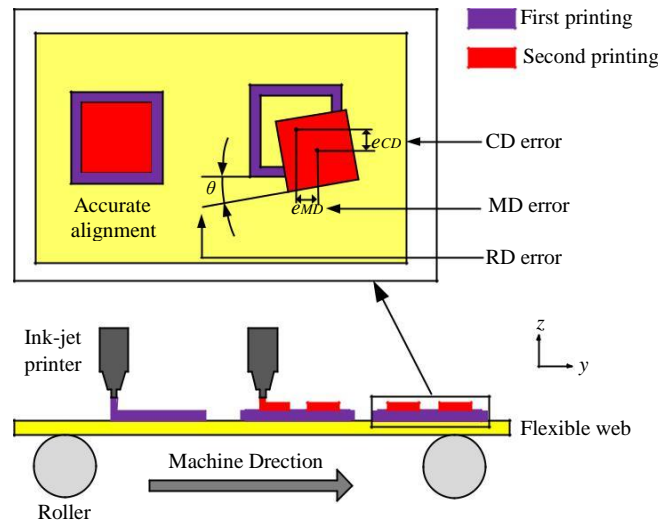 First printing
Second printing
CD error
eCD
θ
eMD
MD error
Accurate
alignment
RD error
Ink-jet
printer
z
y
Flexible web
Machine Direction
Roller